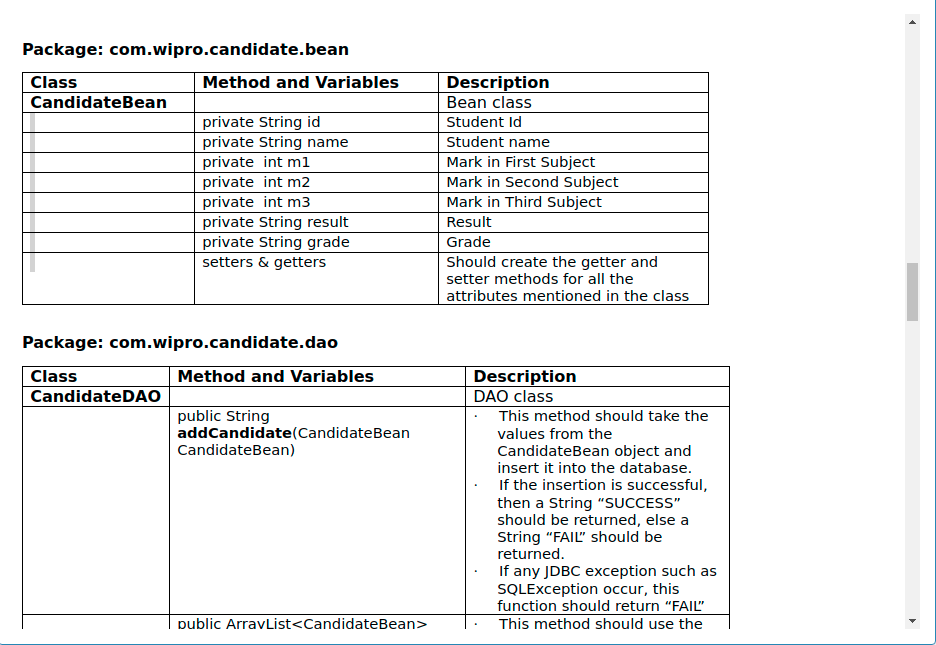 Package: com.wipro.candidate.bean
Class Method and Variables Description
CandidateBean Bean class
private String id Student Id
private String name Student name
private  int m1 Mark in First Subject
private  int m2 Mark in Second Subject
private  int m3 Mark in Third Subject
private String result Result
private String grade Grade
setters & getters Should create the getter and
setter methods for all the
attributes mentioned in the class
Package: com.wipro.candidate.dao
Class Method and Variables Description
CandidateDAO DAO class
public String
addCandidate(CandidateBean
CandidateBean)
· This method should take the
values from the
CandidateBean object and
insert it into the database.
· If the insertion is successful,
then a String “SUCCESS”
should be returned, else a
String “FAIL” should be
returned.
· If any JDBC exception such as
SQLException occur, this
function should return “FAIL”
public ArrayList<CandidateBean> · This method should use the